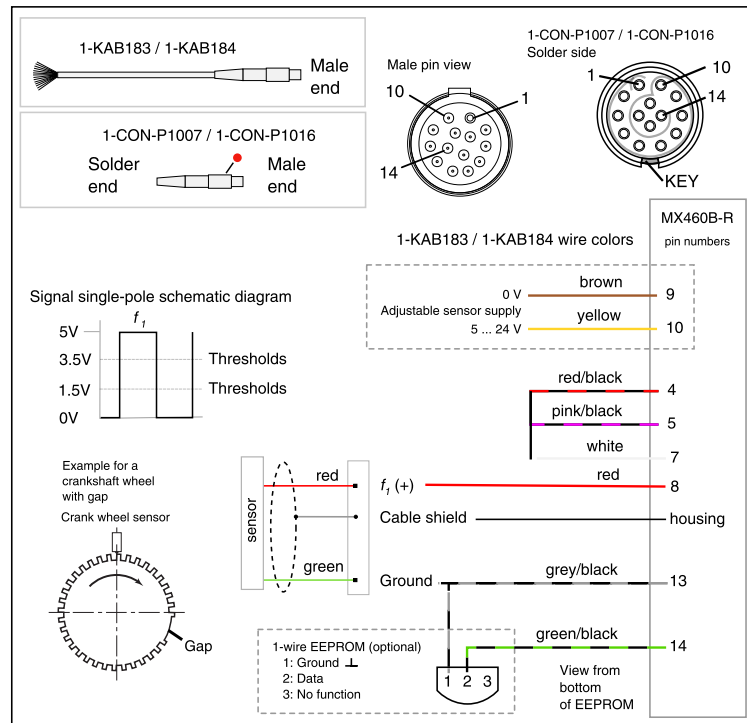 1-KAB183 / 1-KAB184
Male
end
1-CON-P1007 / 1-CON-P1016
Solder
end
Male
end
Male pin view
10
1
14
1-CON-P1007 / 1-CON-P1016
Solder side
1
10
14
KEY
MX460B-R
pin numbers
1-KAB183 / 1-KAB184 wire colors
brown
0 V
9
Adjustable sensor supply
yellow
5 ... 24 V
10
Signal single-pole schematic diagram
f1
5V
3.5V
Thresholds
1.5V
Thresholds
0V
red/black
4
pink/black
5
white
7
red
f1 (+)
red
8
sensor
Cable shield
housing
green
Ground
grey/black
13
Example for a
crankshaft wheel
with gap
Crank wheel sensor
Gap
1-wire EEPROM (optional)
1: Ground
2: Data
3: No function
1 2 3
green/black
14
View from
bottom
of EEPROM